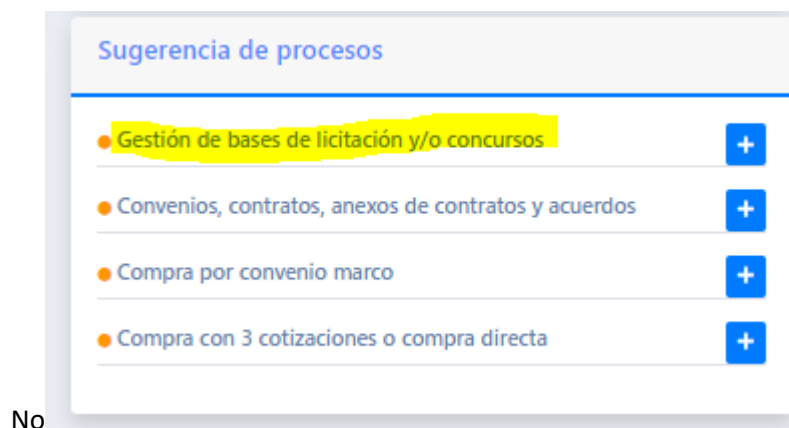 Sugerencia de procesos
Gestión de bases de licitación y/o concursos
+
Convenios, contratos, anexos de contratos y acuerdos
+
Compra por convenio marco
+
Compra con 3 cotizaciones o compra directa
+
No